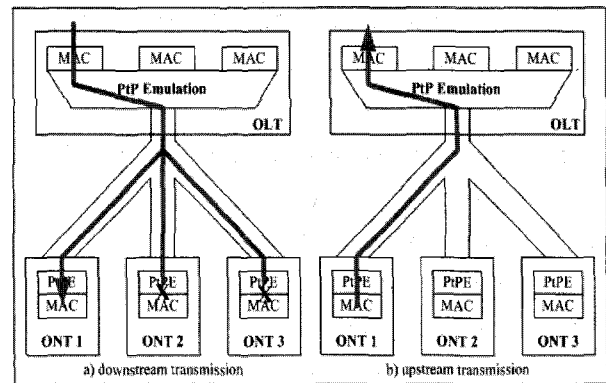 MAC MAC MAC
PtP Emulation
OLT
PtPE PtPE PtPE
MAC MAC MAC
ONT 1 ONT 2 ONT 3
a) downstream transmission
MAC MAC MAC
PtP Emulation
OLT
PtPE PtPE PtPE
MAC MAC MAC
ONT 1 ONT 2 ONT 3
b) upstream transmission